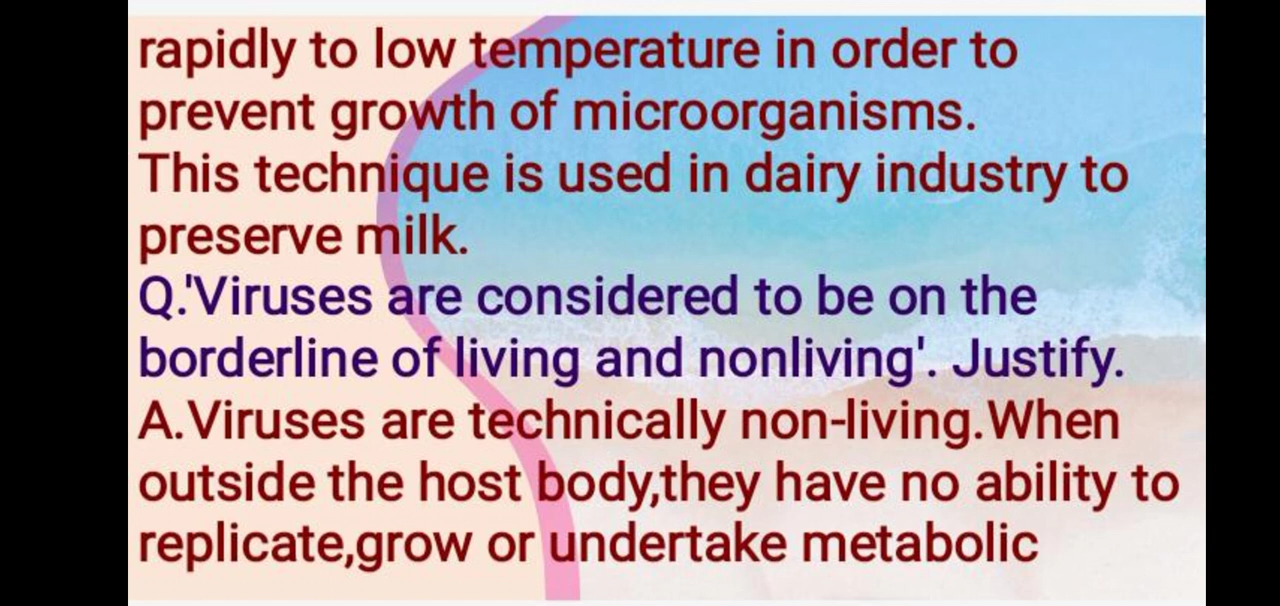 rapidly to low temperature in order to
prevent growth of microorganisms.
This technique is used in dairy industry to
preserve milk.
Q.'Viruses are considered to be on the
borderline of living and nonliving'. Justify.
A.Viruses are technically non-living.When
outside the host body,they have no ability to
replicate,grow or undertake metabolic